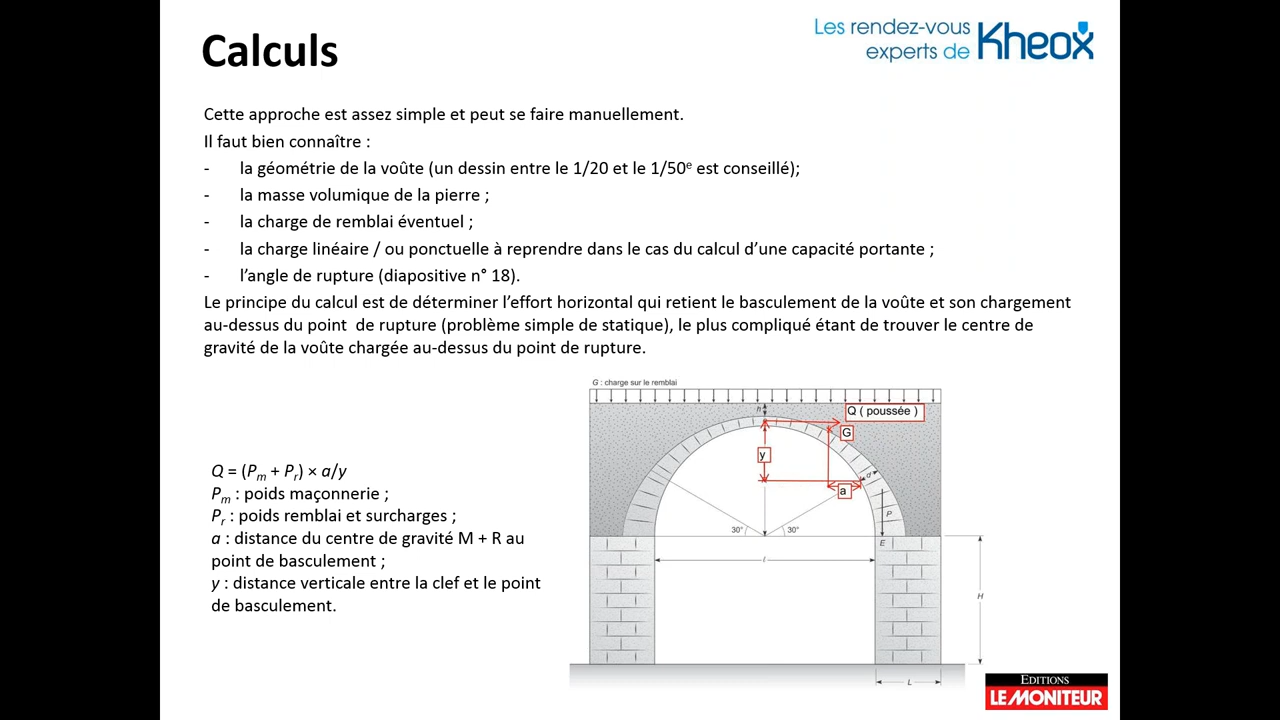 Calculs
Les rendez-vous
experts de Kheox
Cette approche est assez simple et peut se faire manuellement.
Il faut bien connaître :
- la géométrie de la voûte (un dessin entre le 1/20 et le 1/50e est conseillé);
- la masse volumique de la pierre ;
- la charge de remblai éventuel ;
- la charge linéaire / ou ponctuelle à reprendre dans le cas du calcul d’une capacité portante ;
- l’angle de rupture (diapositive n° 18).
Le principe du calcul est de déterminer l’effort horizontal qui retient le basculement de la voûte et son chargement
au-dessus du point de rupture (problème simple de statique), le plus compliqué étant de trouver le centre de
gravité de la voûte chargée au-dessus du point de rupture.
Q = (Pm + Pr) × a/y
Pm : poids maçonnerie ;
Pr : poids remblai et surcharges ;
a : distance du centre de gravité M + R au
point de basculement ;
y : distance verticale entre la clef et le point
de basculement.
G : charge sur le remblai
h
Q ( poussée )
G
y
d
a
P
30°
30°
E
ℓ
H
L
EDITIONS
LE MONITEUR